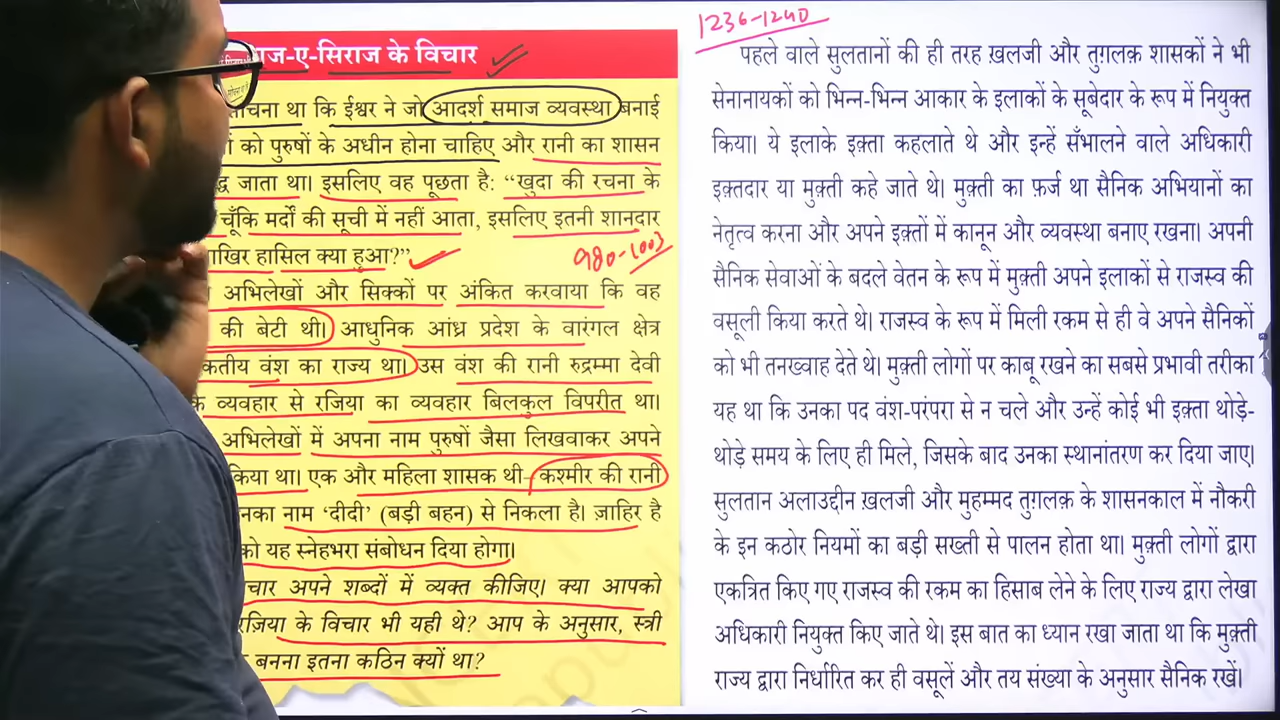 ाज-ए-सिराज के विचार
सोचना था कि ईश्वर ने जो आदर्श समाज व्यवस्था बनाई
को पुरुषों के अधीन होना चाहिए और रानी का शासन
द्ध जाता था। इसलिए वह पूछता है: “खुदा की रचना के
चूँकि मर्दों की सूची में नहीं आता, इसलिए इतनी शानदार
ाखिर हासिल क्या हुआ?”
980-1003
अभिलेखों और सिक्कों पर अंकित करवाया कि वह
की बेटी थी। आधुनिक आंध्र प्रदेश के वारंगल क्षेत्र
कतीय वंश का राज्य था। उस वंश की रानी रुद्रम्मा देवी
के व्यवहार से रजिया का व्यवहार बिलकुल विपरीत था।
अभिलेखों में अपना नाम पुरुषों जैसा लिखवाकर अपने
किया था। एक और महिला शासक थी- कश्मीर की रानी
नका नाम ‘दीदी’ (बड़ी बहन) से निकला है। ज़ाहिर है
को यह स्नेहभरा संबोधन दिया होगा।
चार अपने शब्दों में व्यक्त कीजिए। क्या आपको
रज़िया के विचार भी यही थे? आप के अनुसार, स्त्री
बनना इतना कठिन क्यों था?
1236-1240
पहले वाले सुलतानों की ही तरह ख़लजी और तुग़लक़ शासकों ने भी
सेनानायकों को भिन्न-भिन्न आकार के इलाकों के सूबेदार के रूप में नियुक्त
किया। ये इलाके इक़्ता कहलाते थे और इन्हें सँभालने वाले अधिकारी
इक़्तदार या मुक़्ती कहे जाते थे। मुक़्ती का फ़र्ज था सैनिक अभियानों का
नेतृत्व करना और अपने इक़्तों में कानून और व्यवस्था बनाए रखना। अपनी
सैनिक सेवाओं के बदले वेतन के रूप में मुक़्ती अपने इलाकों से राजस्व की
वसूली किया करते थे। राजस्व के रूप में मिली रकम से ही वे अपने सैनिकों
को भी तनख्वाह देते थे। मुक़्ती लोगों पर काबू रखने का सबसे प्रभावी तरीका
यह था कि उनका पद वंश-परंपरा से न चले और उन्हें कोई भी इक़्ता थोड़े-
थोड़े समय के लिए ही मिले, जिसके बाद उनका स्थानांतरण कर दिया जाए।
सुलतान अलाउद्दीन ख़लजी और मुहम्मद तुग़लक़ के शासनकाल में नौकरी
के इन कठोर नियमों का बड़ी सख्ती से पालन होता था। मुक़्ती लोगों द्वारा
एकत्रित किए गए राजस्व की रकम का हिसाब लेने के लिए राज्य द्वारा लेखा
अधिकारी नियुक्त किए जाते थे। इस बात का ध्यान रखा जाता था कि मुक़्ती
राज्य द्वारा निर्धारित कर ही वसूलें और तय संख्या के अनुसार सैनिक रखें।